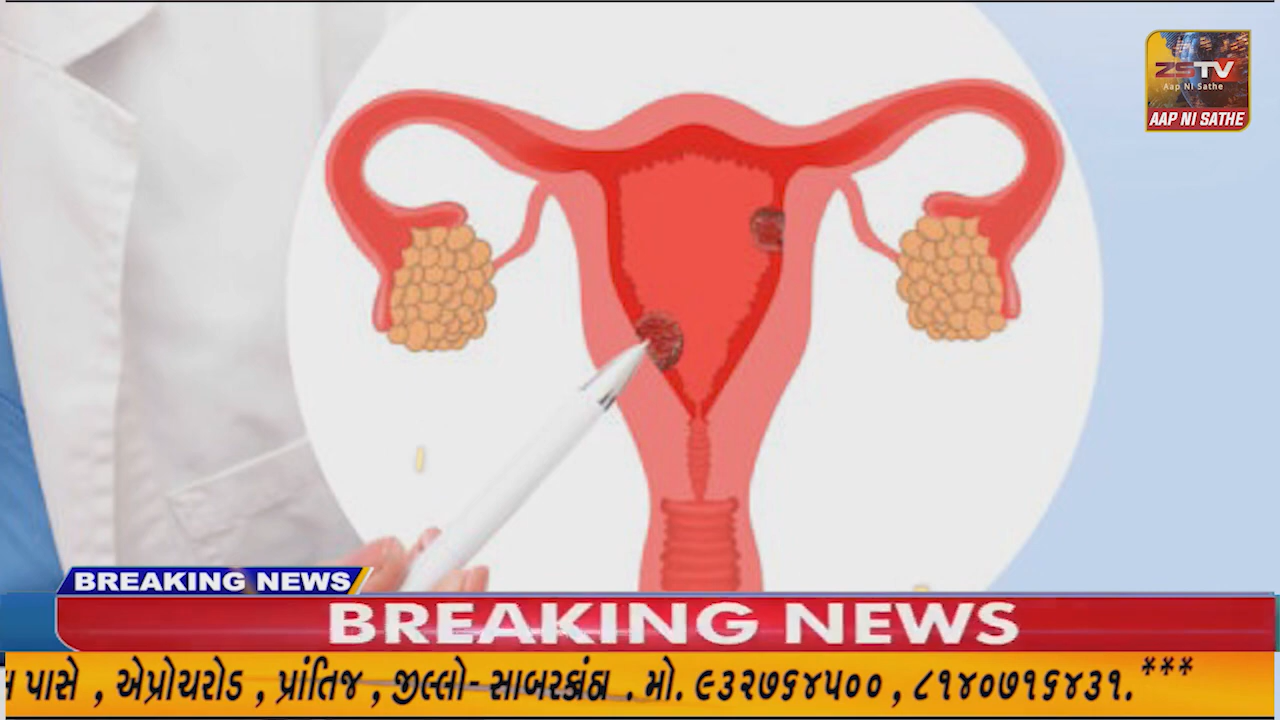 ZSTV
Aap Ni Sathe
AAP NI SATHE
BREAKING NEWS
BREAKING NEWS
પાસે , એપ્રોચરોડ , પ્રાંતિજ , જીલ્લો- સાબરકાંઠા . મો. ૯૩૨૭૬૪૫૦૦ , ૮૧૪૦૭૧૬૪૩૧. ***